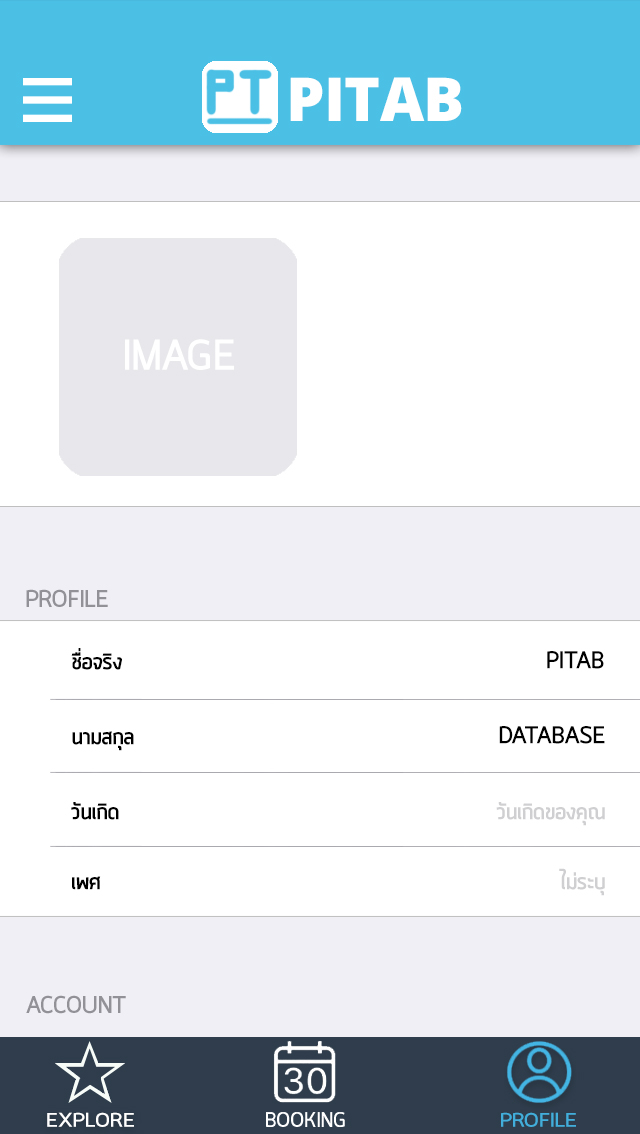 PT PITAB
IMAGE
PROFILE
ชื่อจริง PITAB
นามสกุล DATABASE
วันเกิด วันเกิดของคุณ
เพศ ไม่ระบุ
ACCOUNT
30
EXPLORE BOOKING PROFILE